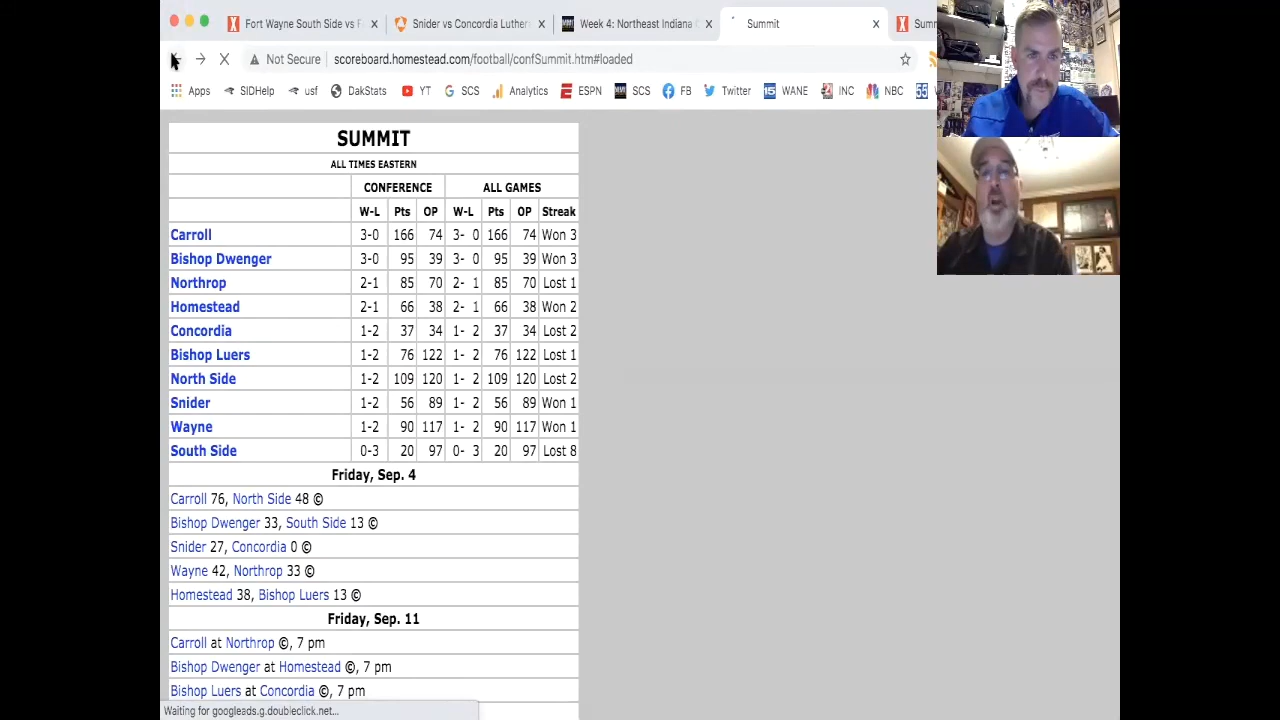 Fort Wayne South Side vs F
Snider vs Concordia Luther
Week 4: Northeast Indiana
Summit
Sum
Not Secure
scoreboard.homestead.com/football/confSummit.htm#loaded
Apps SIDHelp usf DakStats YT SCS Analytics ESPN SCS FB Twitter WANE INC NBC
SUMMIT
ALL TIMES EASTERN
CONFERENCE ALL GAMES
W-L Pts OP W-L Pts OP Streak
Carroll 3-0 166 74 3- 0 166 74 Won 3
Bishop Dwenger 3-0 95 39 3- 0 95 39 Won 3
Northrop 2-1 85 70 2- 1 85 70 Lost 1
Homestead 2-1 66 38 2- 1 66 38 Won 2
Concordia 1-2 37 34 1- 2 37 34 Lost 2
Bishop Luers 1-2 76 122 1- 2 76 122 Lost 1
North Side 1-2 109 120 1- 2 109 120 Lost 2
Snider 1-2 56 89 1- 2 56 89 Won 1
Wayne 1-2 90 117 1- 2 90 117 Won 1
South Side 0-3 20 97 0- 3 20 97 Lost 8
Friday, Sep. 4
Carroll 76, North Side 48 ©
Bishop Dwenger 33, South Side 13 ©
Snider 27, Concordia 0 ©
Wayne 42, Northrop 33 ©
Homestead 38, Bishop Luers 13 ©
Friday, Sep. 11
Carroll at Northrop ©, 7 pm
Bishop Dwenger at Homestead ©, 7 pm
Bishop Luers at Concordia ©, 7 pm
Waiting for googleads.g.doubleclick.net...